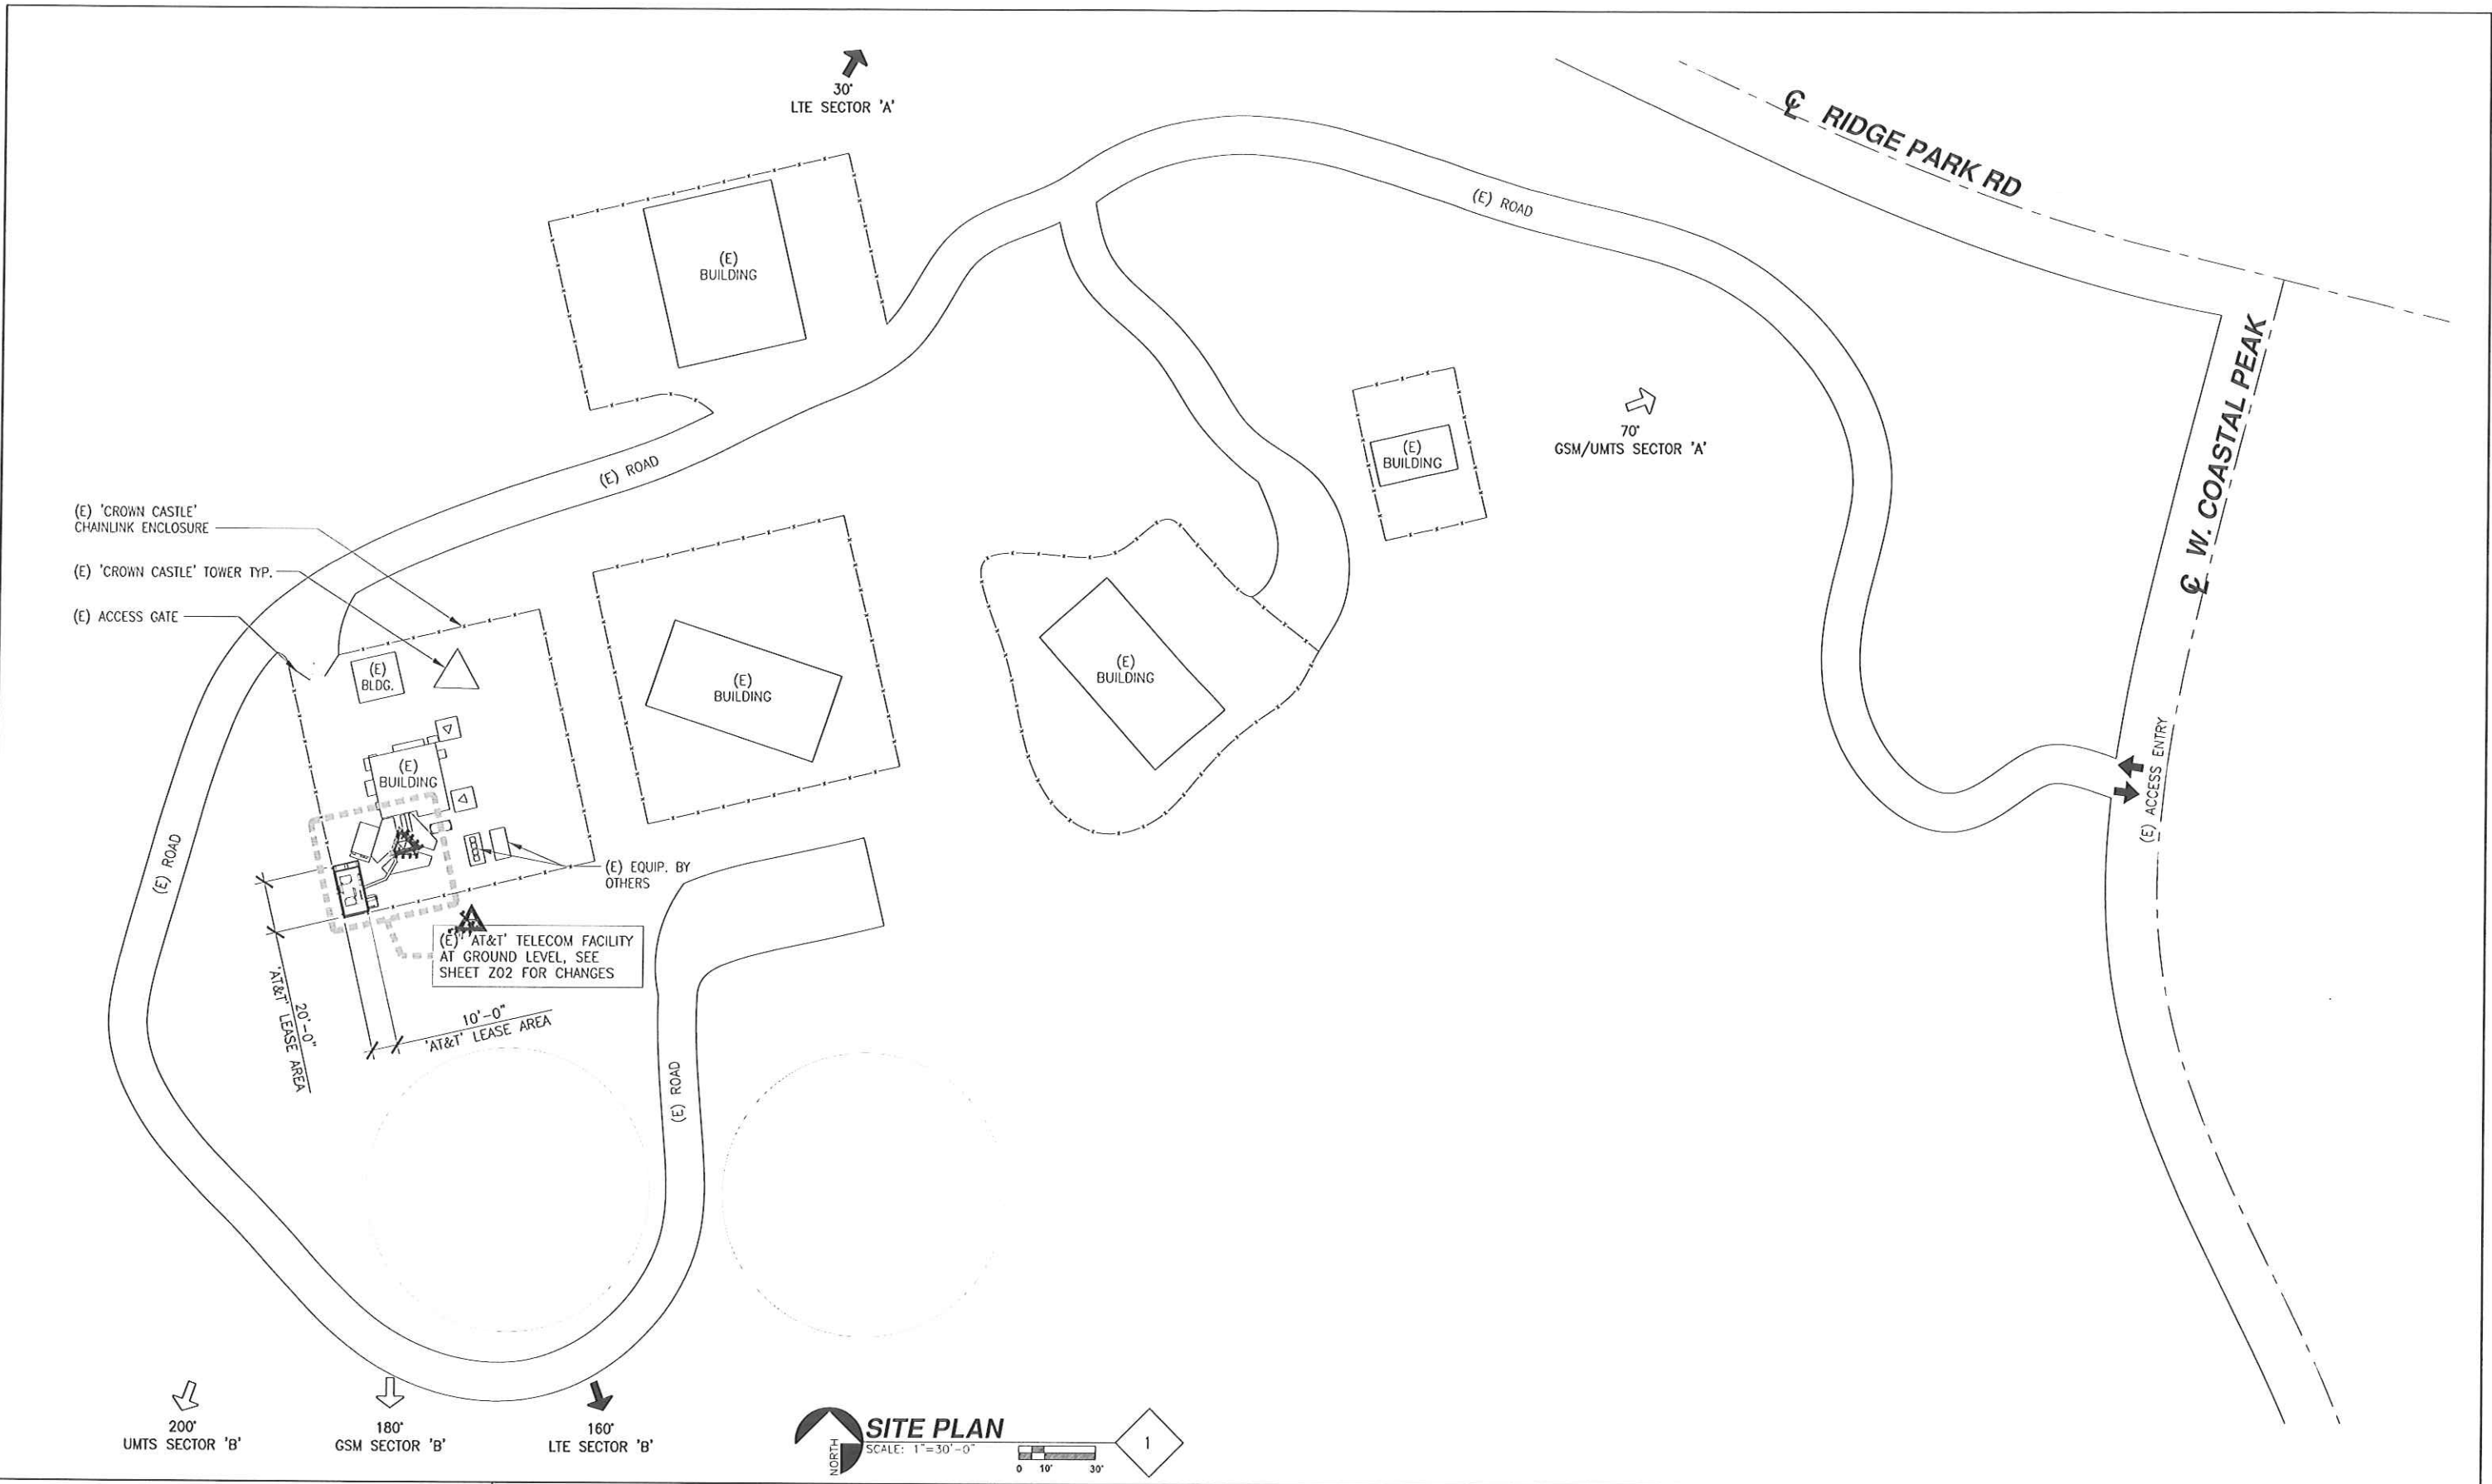 30°
LTE SECTOR 'A'
℄ RIDGE PARK RD
(E) ROAD
(E)
BUILDING
℄ W. COASTAL PEAK
70°
GSM/UMTS SECTOR 'A'
(E)
BUILDING
(E) ROAD
(E) 'CROWN CASTLE'
CHAINLINK ENCLOSURE
(E) 'CROWN CASTLE' TOWER TYP.
(E) ACCESS GATE
(E)
BLDG.
(E)
BUILDING
(E)
BUILDING
(E)
BUILDING
(E) ACCESS ENTRY
(E) ROAD
(E) EQUIP. BY
OTHERS
(E) 'AT&T' TELECOM FACILITY
AT GROUND LEVEL, SEE
SHEET Z02 FOR CHANGES
20'-0"
'AT&T' LEASE AREA
10'-0"
'AT&T' LEASE AREA
(E) ROAD
200°
UMTS SECTOR 'B'
180°
GSM SECTOR 'B'
160°
LTE SECTOR 'B'
NORTH
SITE PLAN
SCALE: 1"=30'-0"
0 10' 30'
1